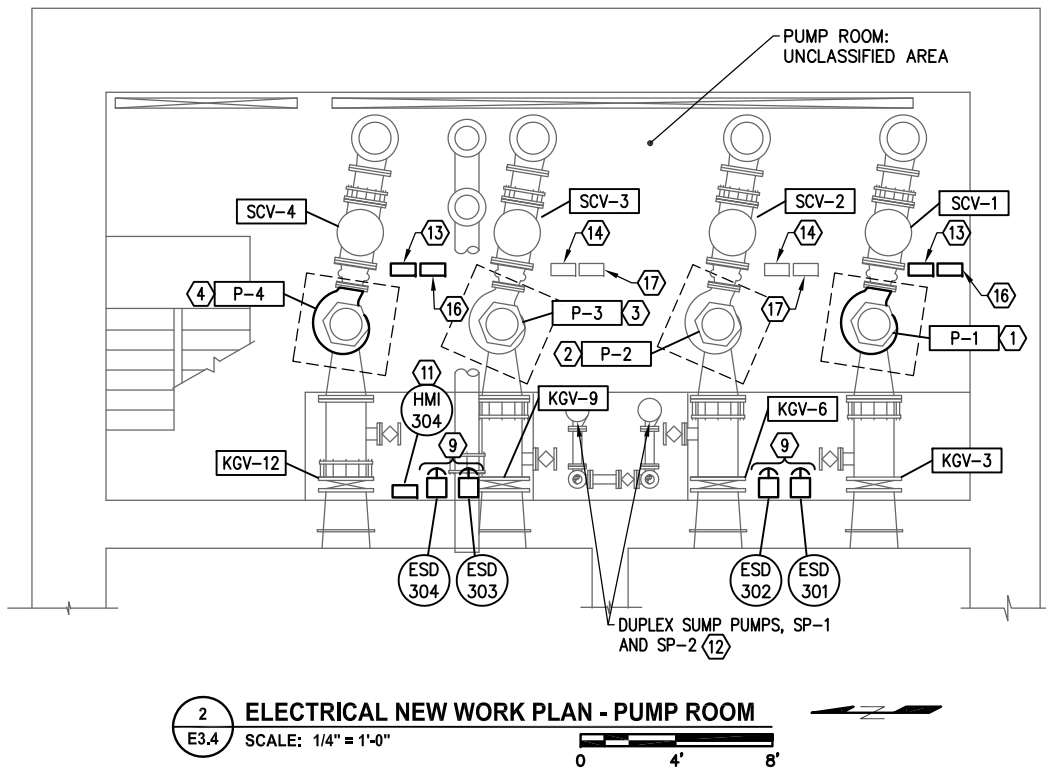 PUMP ROOM:
UNCLASSIFIED AREA
SCV-4
SCV-3
SCV-2
SCV-1
13
14
14
13
16
17
17
16
4 P-4
P-3 3
2 P-2
P-1 1
11
HMI
304
KGV-9
KGV-6
9
9
KGV-12
KGV-3
ESD
304
ESD
303
ESD
302
ESD
301
DUPLEX SUMP PUMPS, SP-1
AND SP-2 12
2
E3.4
ELECTRICAL NEW WORK PLAN - PUMP ROOM
SCALE: 1/4" = 1'-0"
N
0 4' 8'